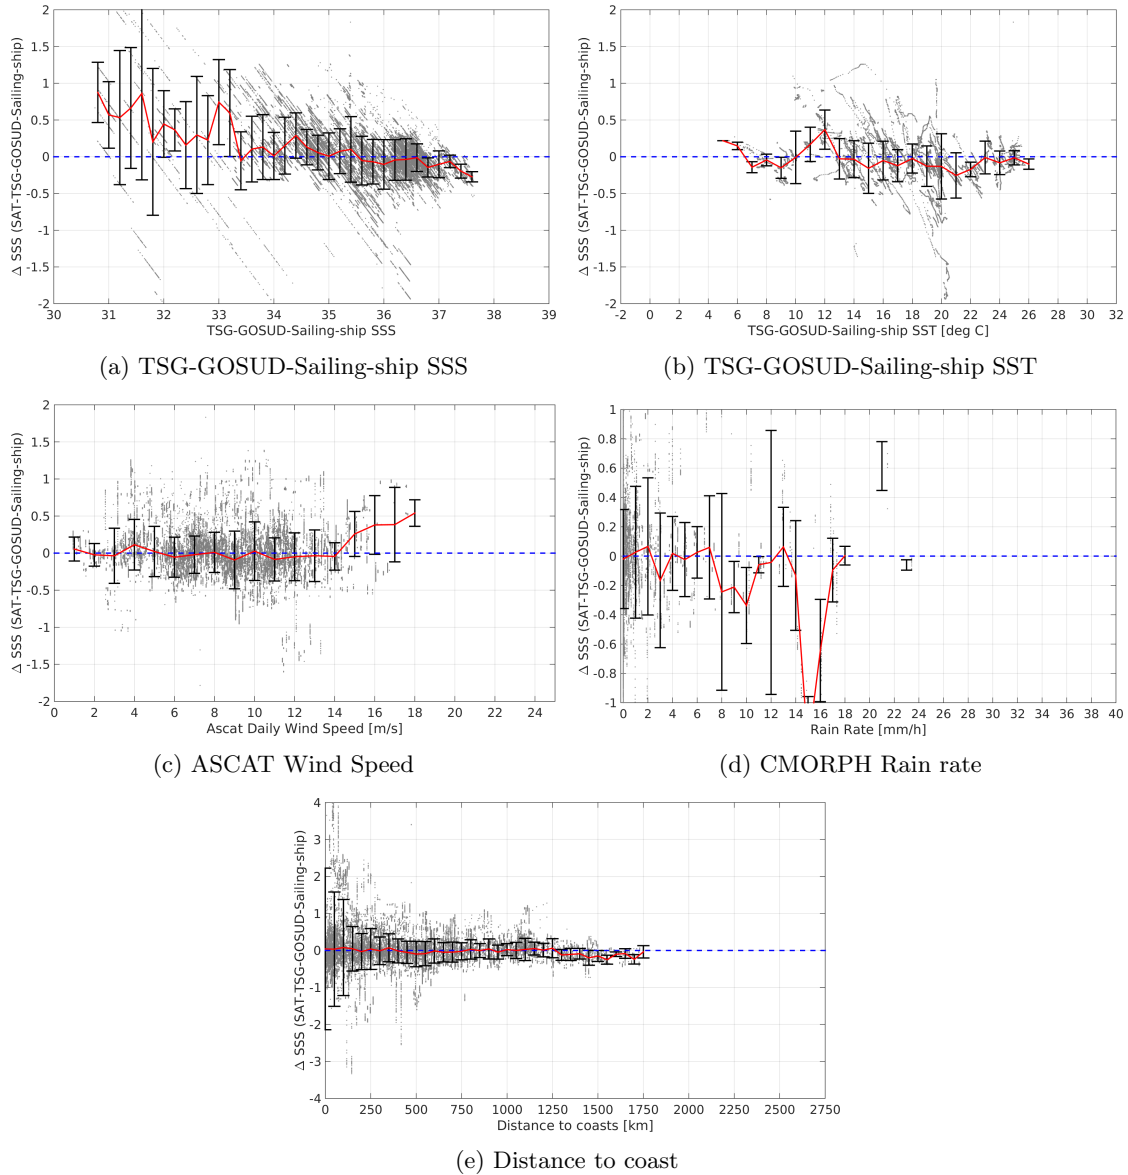 Δ SSS (SAT-TSG-GOSUD-Sailing-ship)
2
1.5
1
0.5
0
-0.5
-1
-1.5
-2
30 31 32 33 34 35 36 37 38 39
TSG-GOSUD-Sailing-ship SSS
(a) TSG-GOSUD-Sailing-ship SSS
Δ SSS (SAT-TSG-GOSUD-Sailing-ship)
2
1.5
1
0.5
0
-0.5
-1
-1.5
-2
-2 0 2 4 6 8 10 12 14 16 18 20 22 24 26 28 30 32
TSG-GOSUD-Sailing-ship SST [deg C]
(b) TSG-GOSUD-Sailing-ship SST
Δ SSS (SAT-TSG-GOSUD-Sailing-ship)
2
1.5
1
0.5
0
-0.5
-1
-1.5
-2
0 2 4 6 8 10 12 14 16 18 20 22 24
Ascat Daily Wind Speed [m/s]
(c) ASCAT Wind Speed
Δ SSS (SAT-TSG-GOSUD-Sailing-ship)
1
0.8
0.6
0.4
0.2
0
-0.2
-0.4
-0.6
-0.8
-1
0 2 4 6 8 10 12 14 16 18 20 22 24 26 28 30 32 34 36 38 40
Rain Rate [mm/h]
(d) CMORPH Rain rate
Δ SSS (SAT-TSG-GOSUD-Sailing-ship)
4
3
2
1
0
-1
-2
-3
-4
0 250 500 750 1000 1250 1500 1750 2000 2250 2500 2750
Distance to coasts [km]
(e) Distance to coast